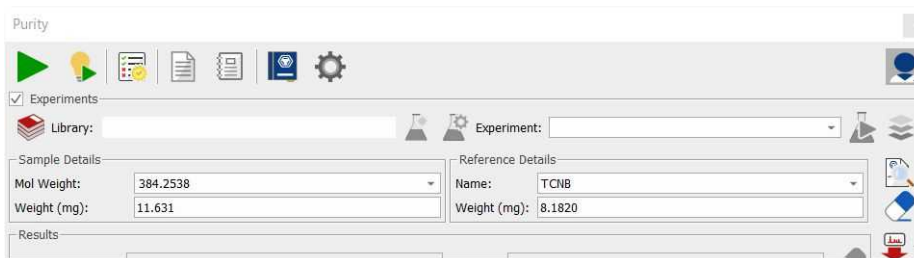 Purity
Experiments
Library: Experiment:
Sample Details Reference Details
Mol Weight: 384.2538 Name: TCNB
Weight (mg): 11.631 Weight (mg): 8.1820
Results